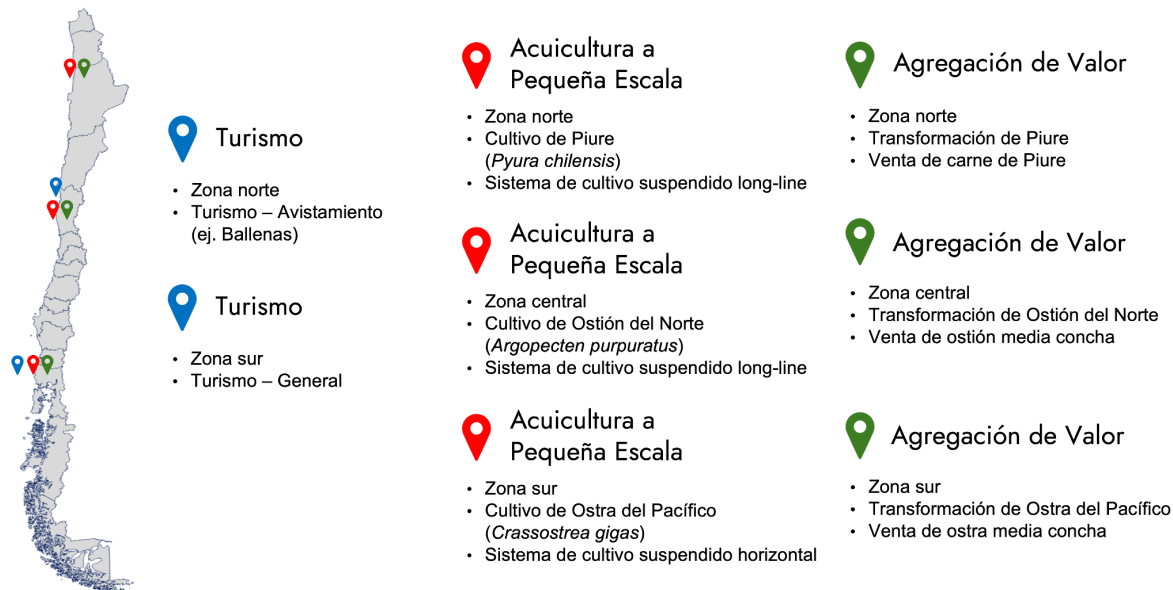 Turismo
• Zona norte
• Turismo – Avistamiento
(ej. Ballenas)
Turismo
• Zona sur
• Turismo – General
Acuicultura a
Pequeña Escala
• Zona norte
• Cultivo de Piure
(Pyura chilensis)
• Sistema de cultivo suspendido long-line
Acuicultura a
Pequeña Escala
• Zona central
• Cultivo de Ostión del Norte
(Argopecten purpuratus)
• Sistema de cultivo suspendido long-line
Acuicultura a
Pequeña Escala
• Zona sur
• Cultivo de Ostra del Pacífico
(Crassostrea gigas)
• Sistema de cultivo suspendido horizontal
Agregación de Valor
• Zona norte
• Transformación de Piure
• Venta de carne de Piure
Agregación de Valor
• Zona central
• Transformación de Ostión del Norte
• Venta de ostión media concha
Agregación de Valor
• Zona sur
• Transformación de Ostra del Pacífico
• Venta de ostra media concha